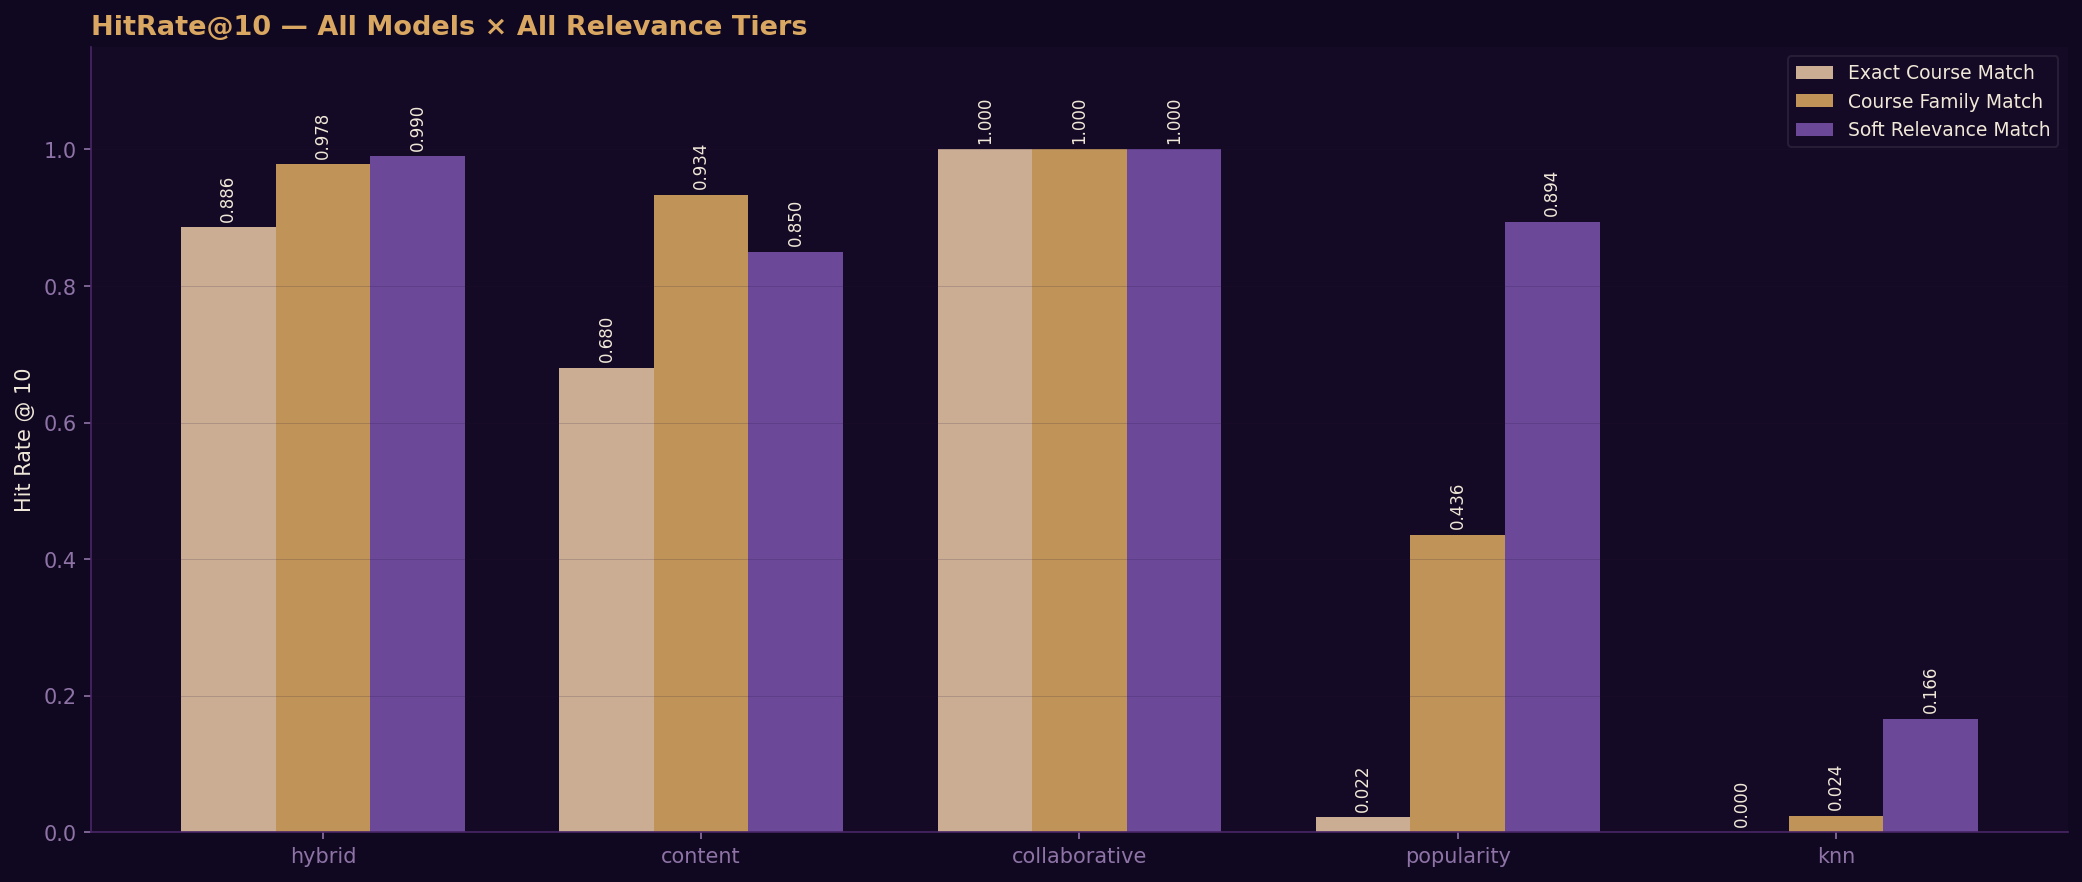 HitRate@10 — All Models × All Relevance Tiers
Exact Course Match
Course Family Match
Soft Relevance Match
Hit Rate @ 10
1.0
0.8
0.6
0.4
0.2
0.0
0.886
0.978
0.990
0.680
0.934
0.850
1.000
1.000
1.000
0.022
0.436
0.894
0.000
0.024
0.166
hybrid
content
collaborative
popularity
knn